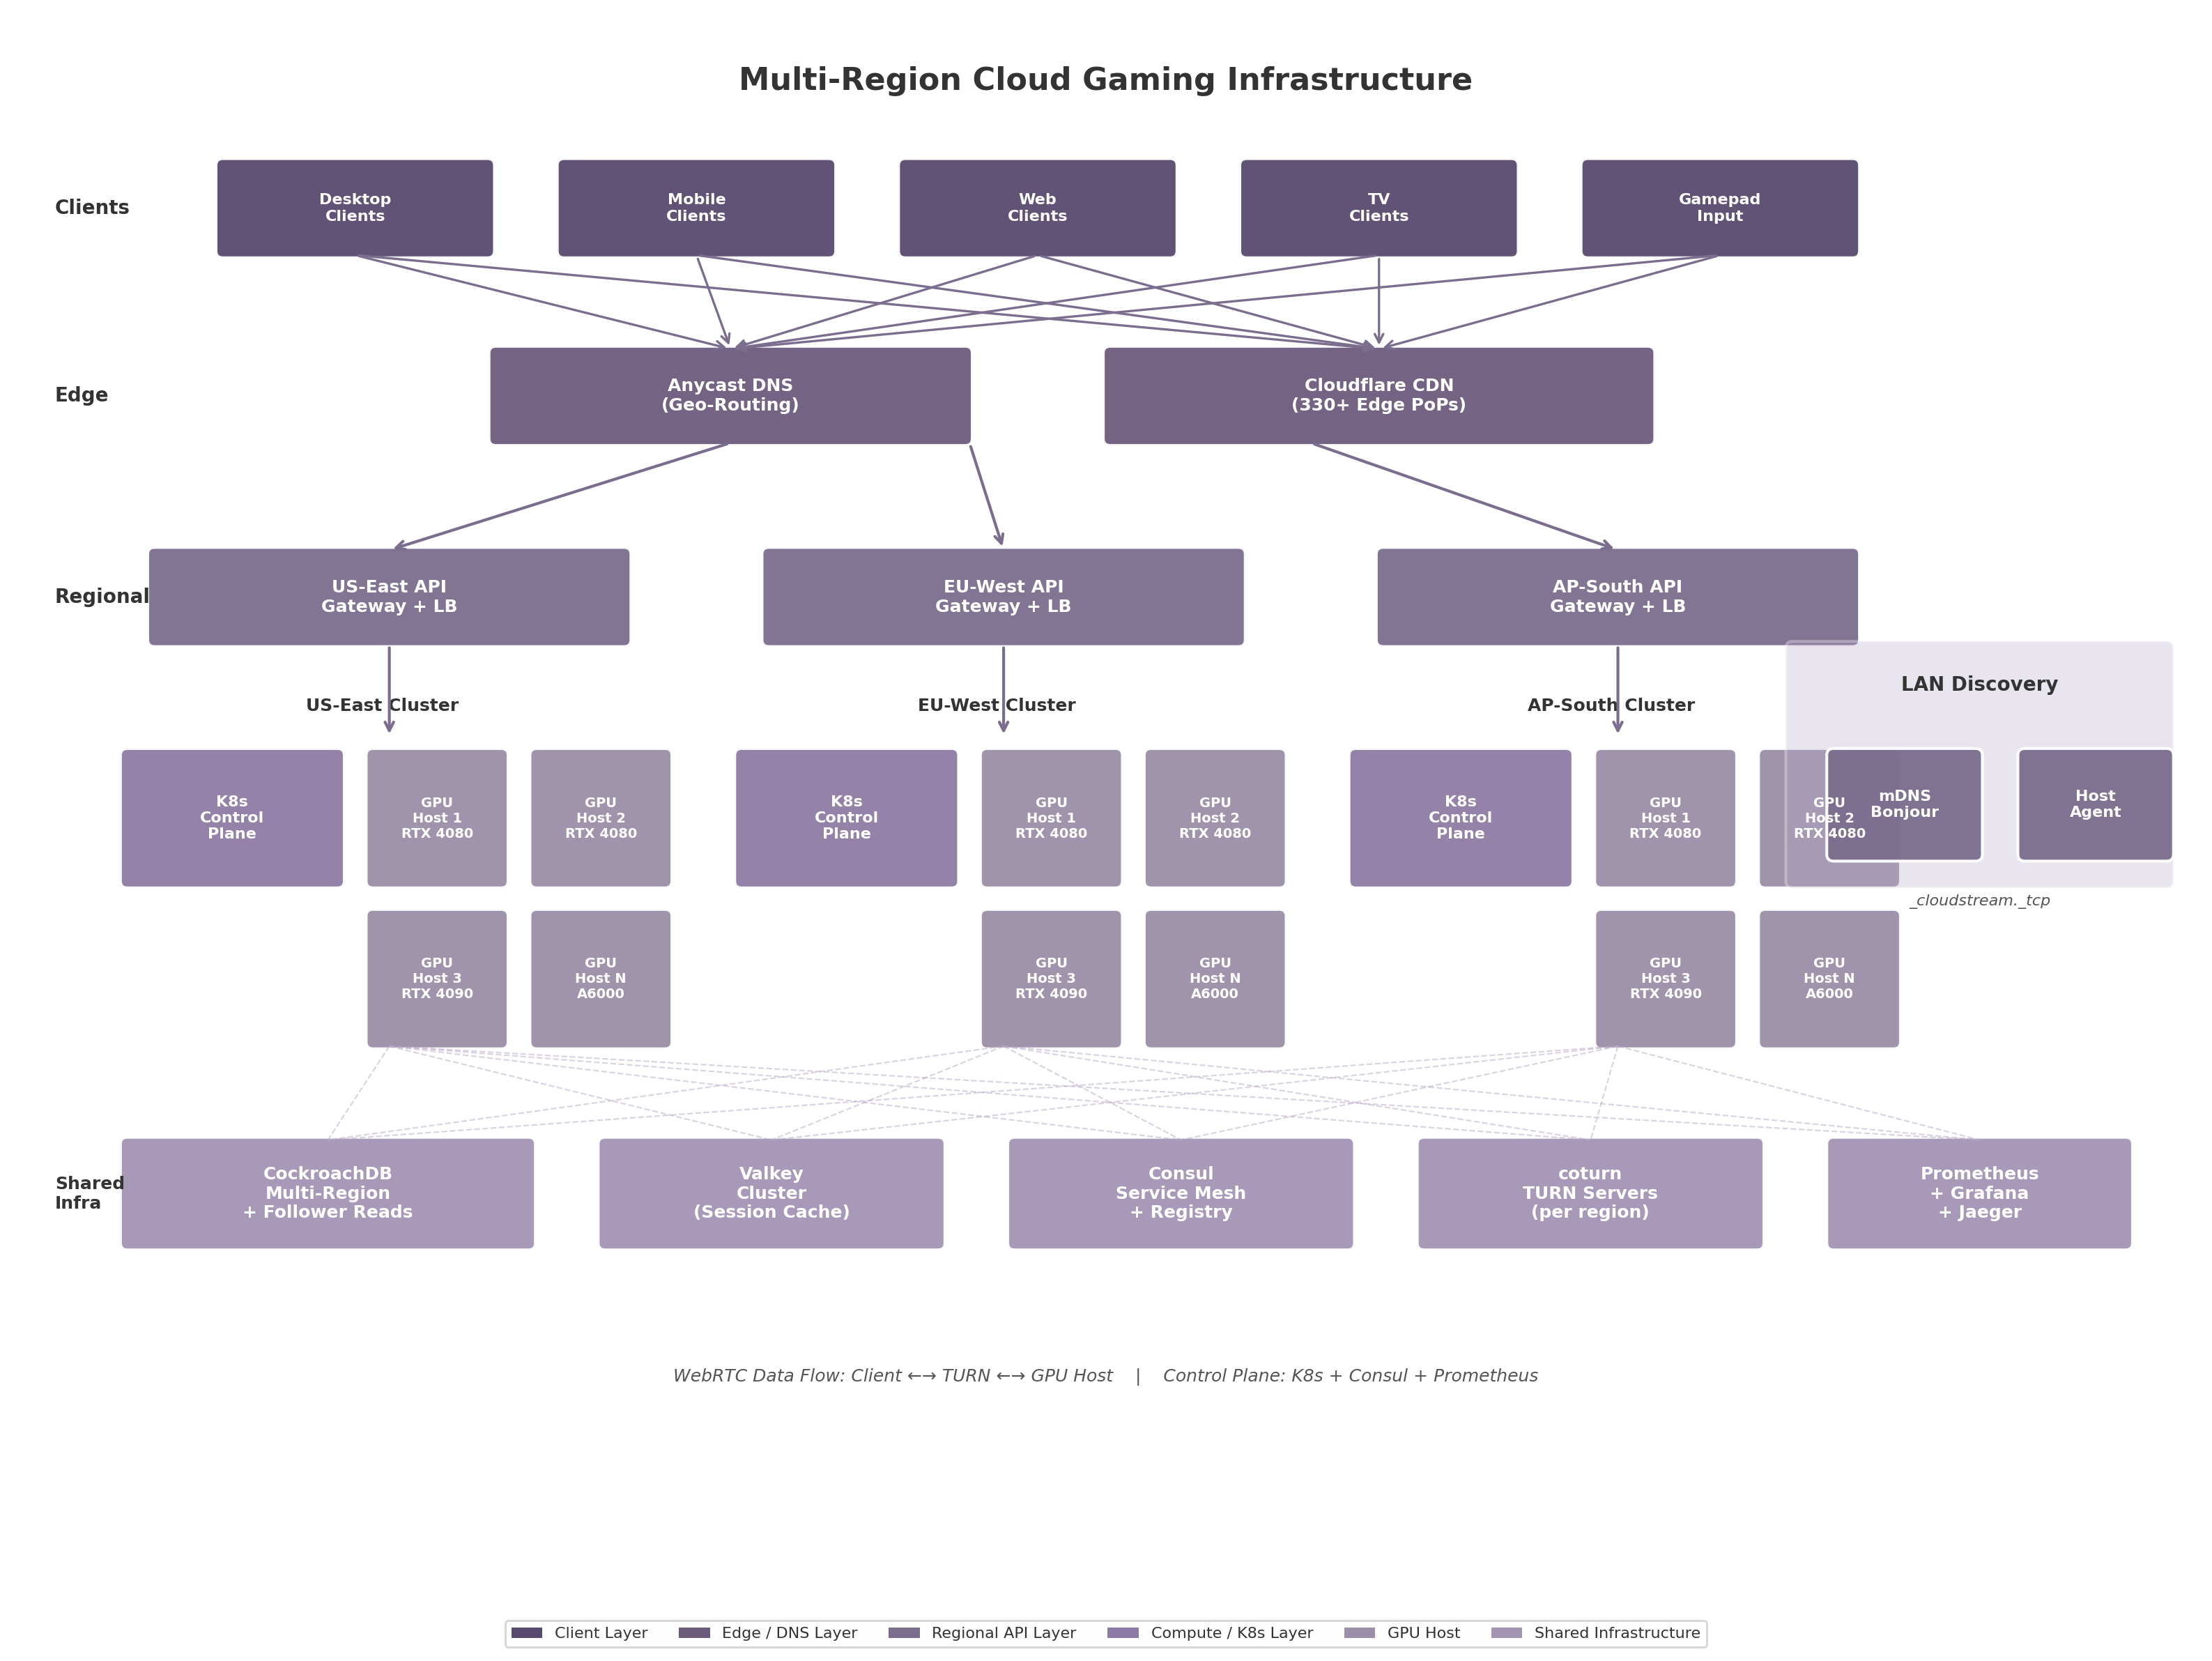 Multi-Region Cloud Gaming Infrastructure
Clients
Desktop
Clients
Mobile
Clients
Web
Clients
TV
Clients
Gamepad
Input
Edge
Anycast DNS
(Geo-Routing)
Cloudflare CDN
(330+ Edge PoPs)
Regional
US-East API
Gateway + LB
EU-West API
Gateway + LB
AP-South API
Gateway + LB
LAN Discovery
US-East Cluster
EU-West Cluster
AP-South Cluster
K8s
Control
Plane
GPU
Host 1
RTX 4080
GPU
Host 2
RTX 4080
K8s
Control
Plane
GPU
Host 1
RTX 4080
GPU
Host 2
RTX 4080
K8s
Control
Plane
GPU
Host 1
RTX 4080
GPU
Host 2
RTX 4080
mDNS
Bonjour
Host
Agent
_cloudstream._tcp
GPU
Host 3
RTX 4090
GPU
Host N
A6000
GPU
Host 3
RTX 4090
GPU
Host N
A6000
GPU
Host 3
RTX 4090
GPU
Host N
A6000
Shared
Infra
CockroachDB
Multi-Region
+ Follower Reads
Valkey
Cluster
(Session Cache)
Consul
Service Mesh
+ Registry
coturn
TURN Servers
(per region)
Prometheus
+ Grafana
+ Jaeger
WebRTC Data Flow: Client ←→ TURN ←→ GPU Host | Control Plane: K8s + Consul + Prometheus
Client Layer
Edge / DNS Layer
Regional API Layer
Compute / K8s Layer
GPU Host
Shared Infrastructure